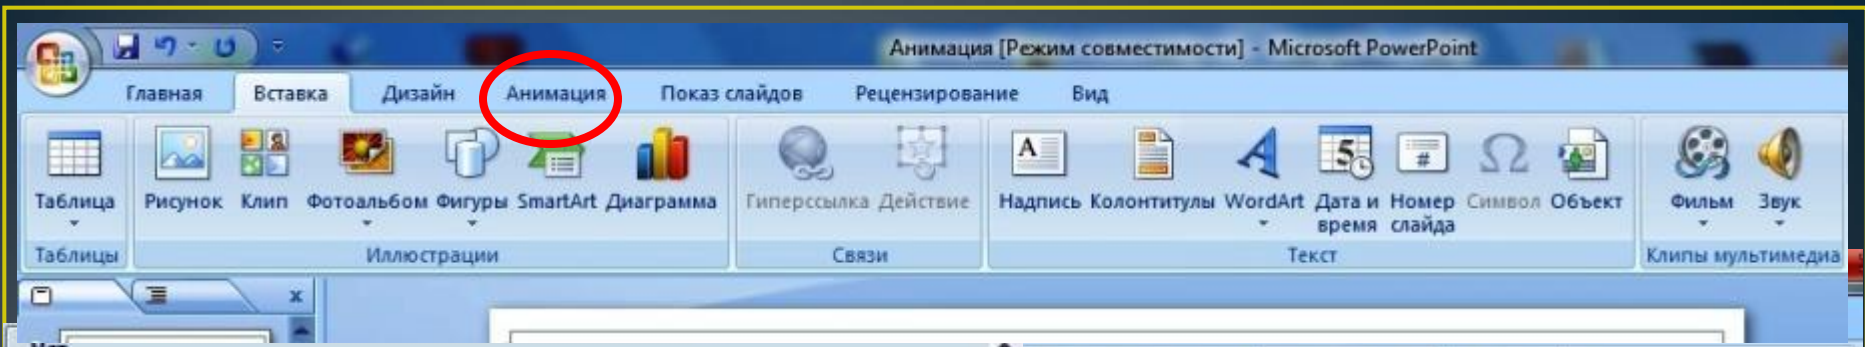 Анимация [Режим совместимости] - Microsoft PowerPoint
Главная Вставка Дизайн Анимация Показ слайдов Рецензирование Вид
Таблица Рисунок Клип Фотоальбом Фигуры SmartArt Диаграмма Гиперссылка Действие Надпись Колонтитулы WordArt Дата и время Номер слайда Символ Объект Фильм Звук
Таблицы Иллюстрации Связи Текст Клипы мультимедиа